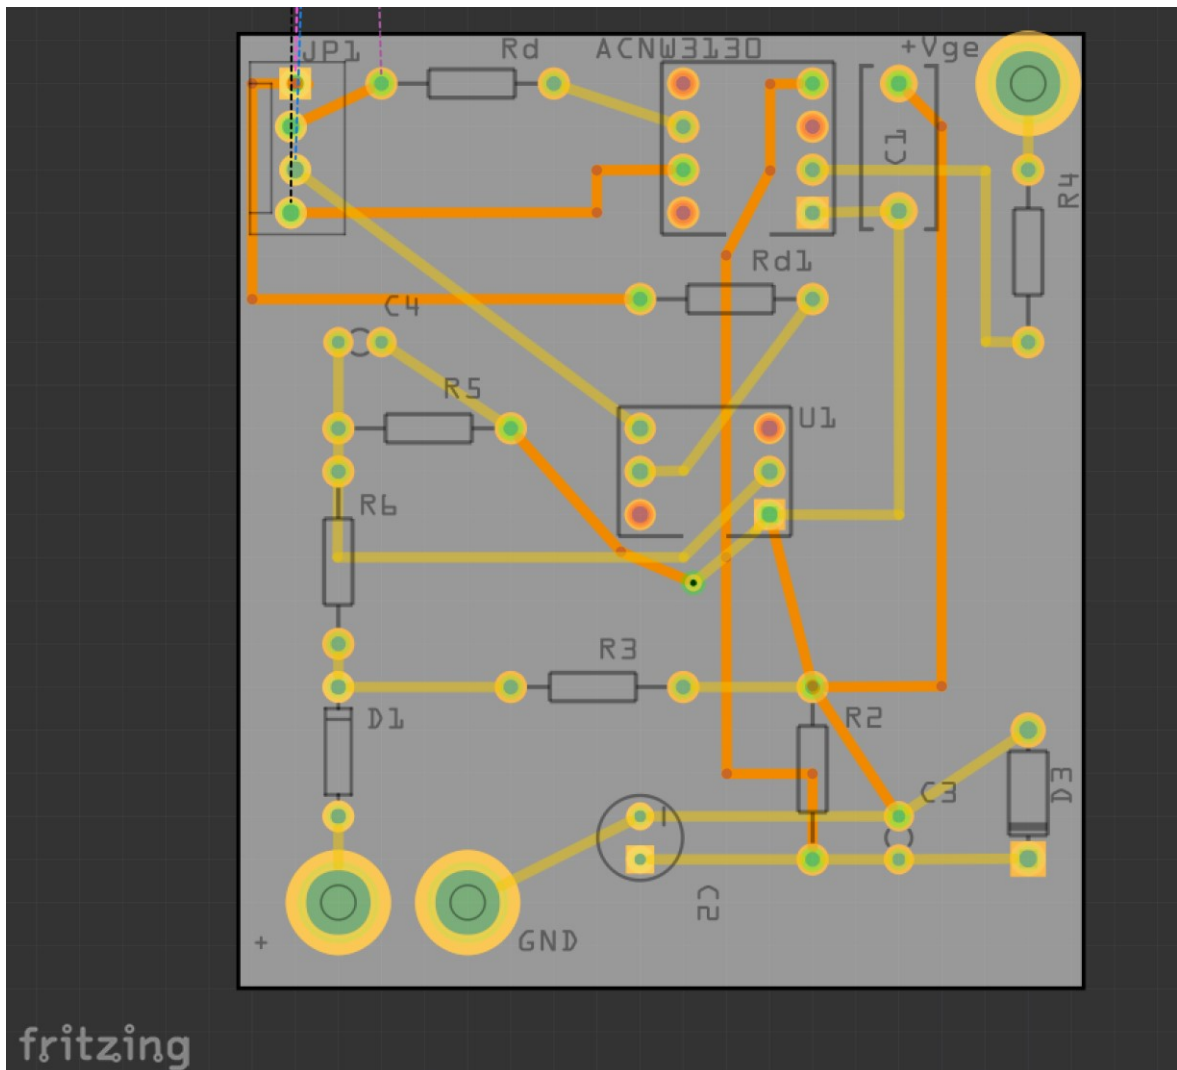 JP1
Rd
ACNW3130
+Vge
C1
R4
Rd1
C4
R5
U1
R6
R3
D1
R2
C3
D3
C2
GND
+
fritzing